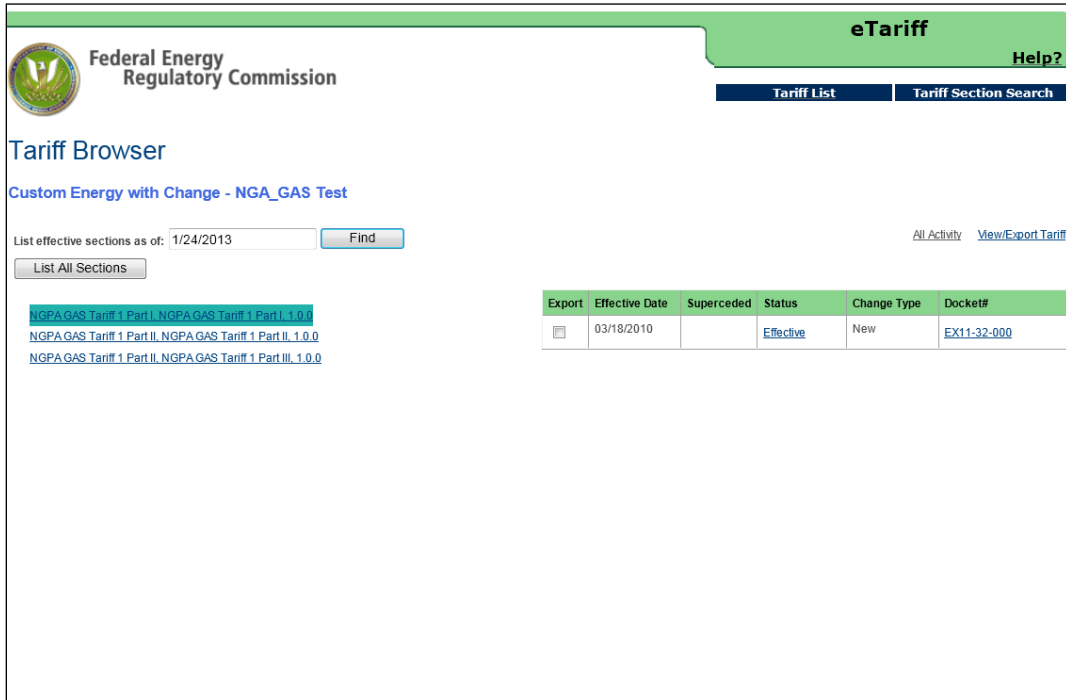 eTariff
Help?
Federal Energy
Regulatory Commission
Tariff List
Tariff Section Search
Tariff Browser
Custom Energy with Change - NGA_GAS Test
List effective sections as of: 1/24/2013 Find
All Activity View/Export Tariff
List All Sections
NGPA GAS Tariff 1 Part I, NGPA GAS Tariff 1 Part I, 1.0.0
NGPA GAS Tariff 1 Part II, NGPA GAS Tariff 1 Part II, 1.0.0
NGPA GAS Tariff 1 Part II, NGPA GAS Tariff 1 Part III, 1.0.0
Export Effective Date Superceded Status Change Type Docket#
03/18/2010 Effective New EX11-32-000